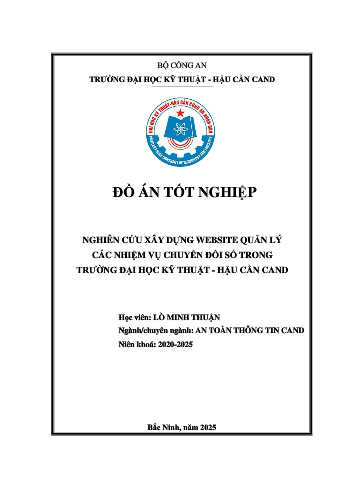 BỘ CÔNG AN
TRƯỜNG ĐẠI HỌC KỸ THUẬT - HẬU CẦN CAND
ĐỒ ÁN TỐT NGHIỆP
NGHIÊN CỨU XÂY DỰNG WEBSITE QUẢN LÝ
CÁC NHIỆM VỤ CHUYỂN ĐỔI SỐ TRONG
TRƯỜNG ĐẠI HỌC KỸ THUẬT - HẬU CẦN CAND
Học viên: LÒ MINH THUẬN
Ngành/chuyên ngành: AN TOÀN THÔNG TIN CAND
Niên khoá: 2020-2025
Bắc Ninh, năm 2025